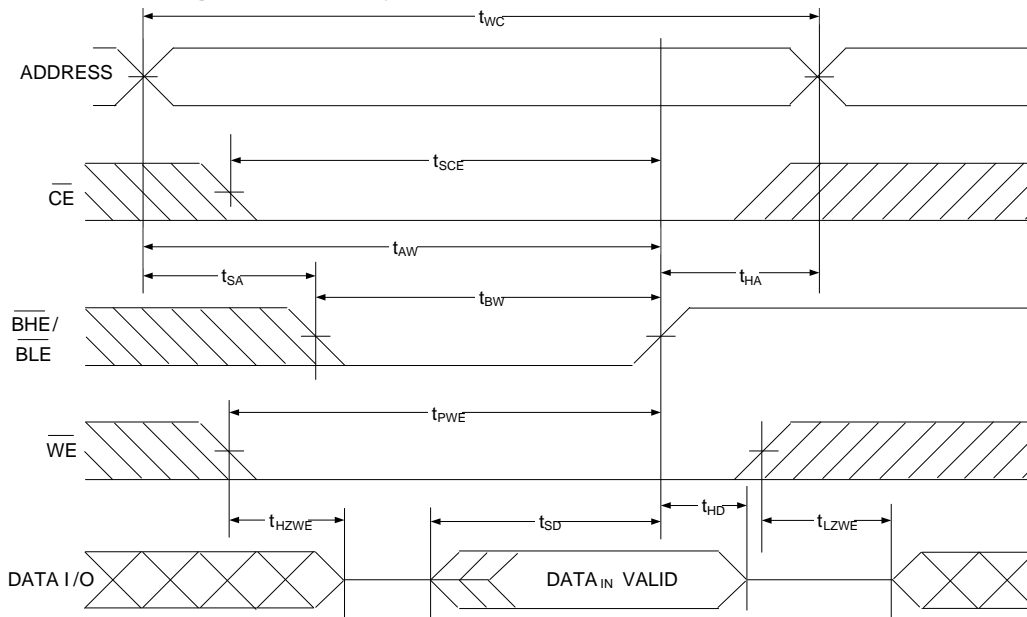 tWC
ADDRESS
tSCE
CE
tAW
tSA
tHA
tBW
BHE/
BLE
tPWE
WE
tHD
tHZWE
tSD
tLZWE
DATA I/O
DATAIN VALID